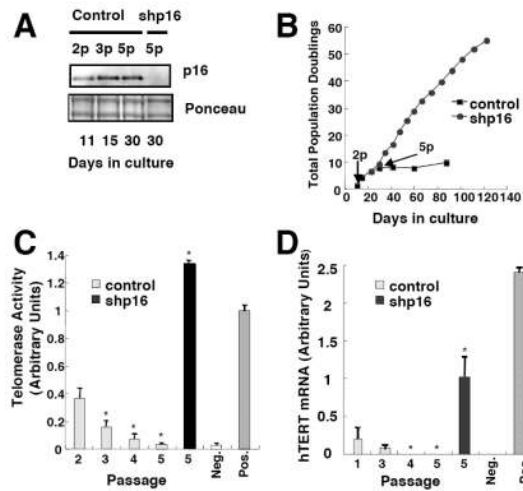 A
Control shp16
2p 3p 5p 5p
p16
Ponceau
11 15 30 30
Days in culture
B
Total Population Doublings
60
50
40
30
20
10
0
control
shp16
2p
5p
0 20 40 60 80 100 120 140
Days in culture
C
Telomerase Activity
(Arbitrary Units)
1.4
1.2
1
0.8
0.6
0.4
0.2
0
control
shp16
* * * *
2 3 4 5 5 Neg. Pos.
Passage
D
hTERT mRNA (Arbitrary Units)
2.5
2
1.5
1
0.5
0
control
shp16
* * *
1 3 4 5 5 Neg.
Passage